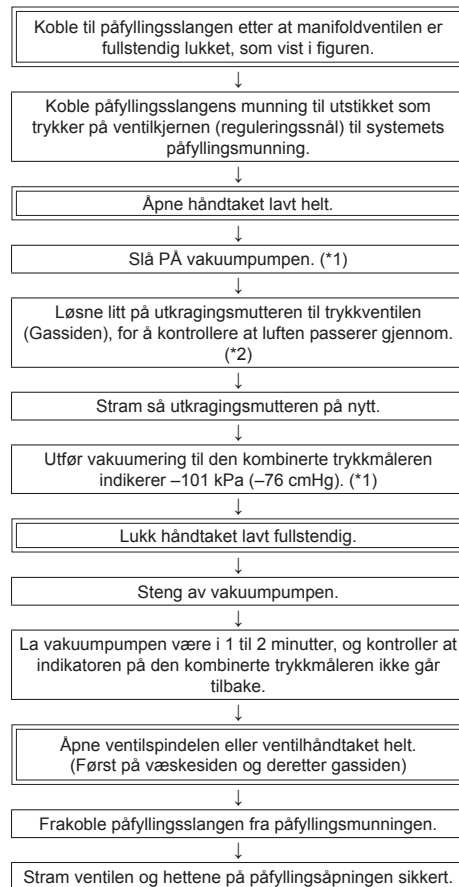 Koble til påfyllingsslangen etter at manifoldventilen er
fullstendig lukket, som vist i figuren.
↓
Koble påfyllingsslangens munning til utstikket som
trykker på ventilkjernen (reguleringssnål) til systemets
påfyllingsmunning.
↓
Åpne håndtaket lavt helt.
↓
Slå PÅ vakuumpumpen. (*1)
↓
Løsne litt på utkragingsmutteren til trykkventilen
(Gassiden), for å kontrollere at luften passerer gjennom.
(*2)
↓
Stram så utkragingsmutteren på nytt.
↓
Utfør vakuumering til den kombinerte trykkmåleren
indikerer –101 kPa (–76 cmHg). (*1)
↓
Lukk håndtaket lavt fullstendig.
↓
Steng av vakuumpumpen.
↓
La vakuumpumpen være i 1 til 2 minutter, og kontroller at
indikatoren på den kombinerte trykkmåleren ikke går
tilbake.
↓
Åpne ventilspindelen eller ventilhåndtaket helt.
(Først på væskesiden og deretter gassiden)
↓
Frakoble påfyllingsslangen fra påfyllingsmunningen.
↓
Stram ventilen og hettene på påfyllingsåpningen sikkert.